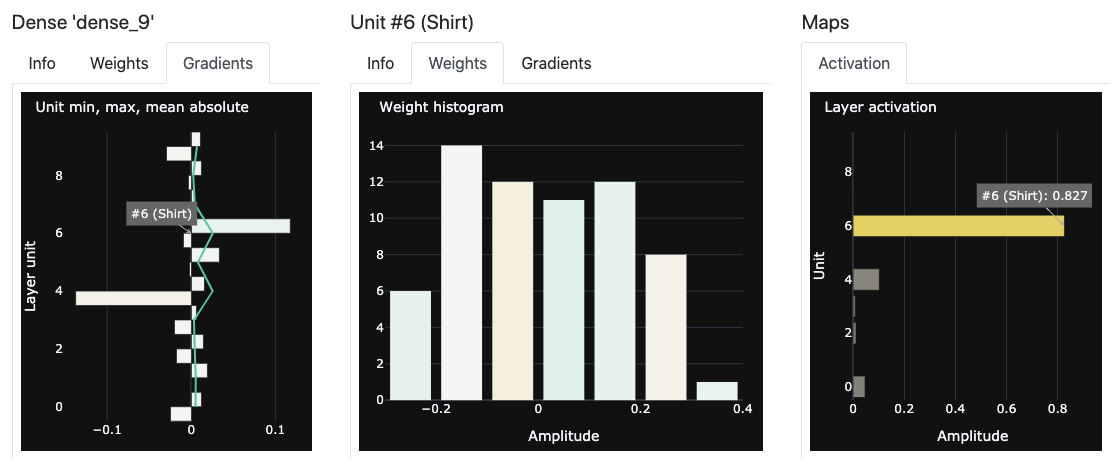 Dense 'dense_9'
Info Weights Gradients
Unit min, max, mean absolute
8
#6 (Shirt)
6
4
2
0
Layer unit
−0.1 0 0.1
Unit #6 (Shirt)
Info Weights Gradients
Weight histogram
14
12
10
8
6
4
2
0
−0.2 0 0.2 0.4
Amplitude
Maps
Activation
Layer activation
8
#6 (Shirt): 0.827
6
4
2
0
Unit
0 0.2 0.4 0.6 0.8
Amplitude